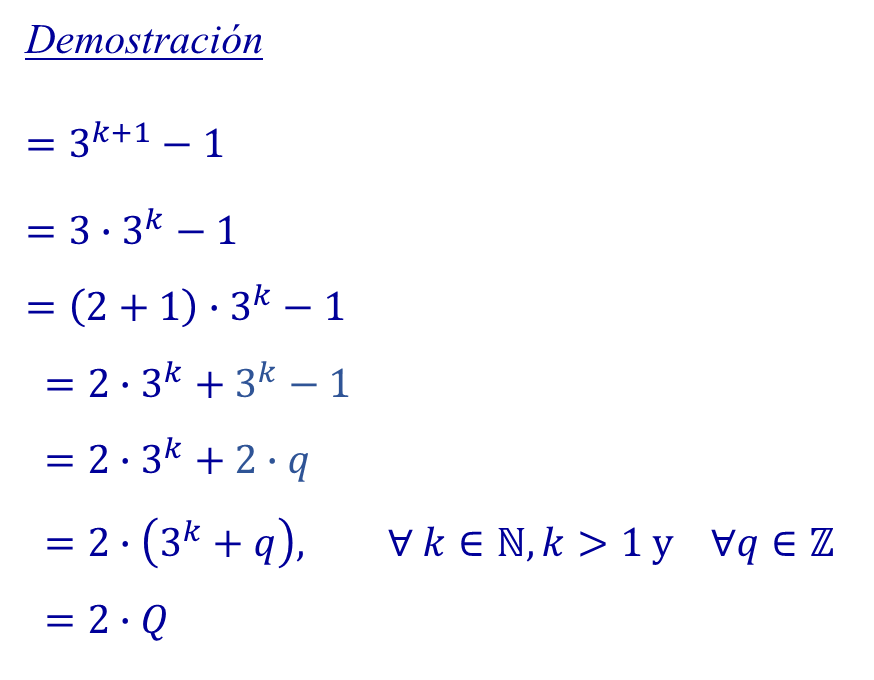 Demostración
= 3^{k+1} − 1
= 3 · 3^k − 1
= (2 + 1) · 3^k − 1
= 2 · 3^k + 3^k − 1
= 2 · 3^k + 2 · q
= 2 · (3^k + q), ∀ k ∈ ℕ, k > 1 y ∀q ∈ ℤ
= 2 · Q